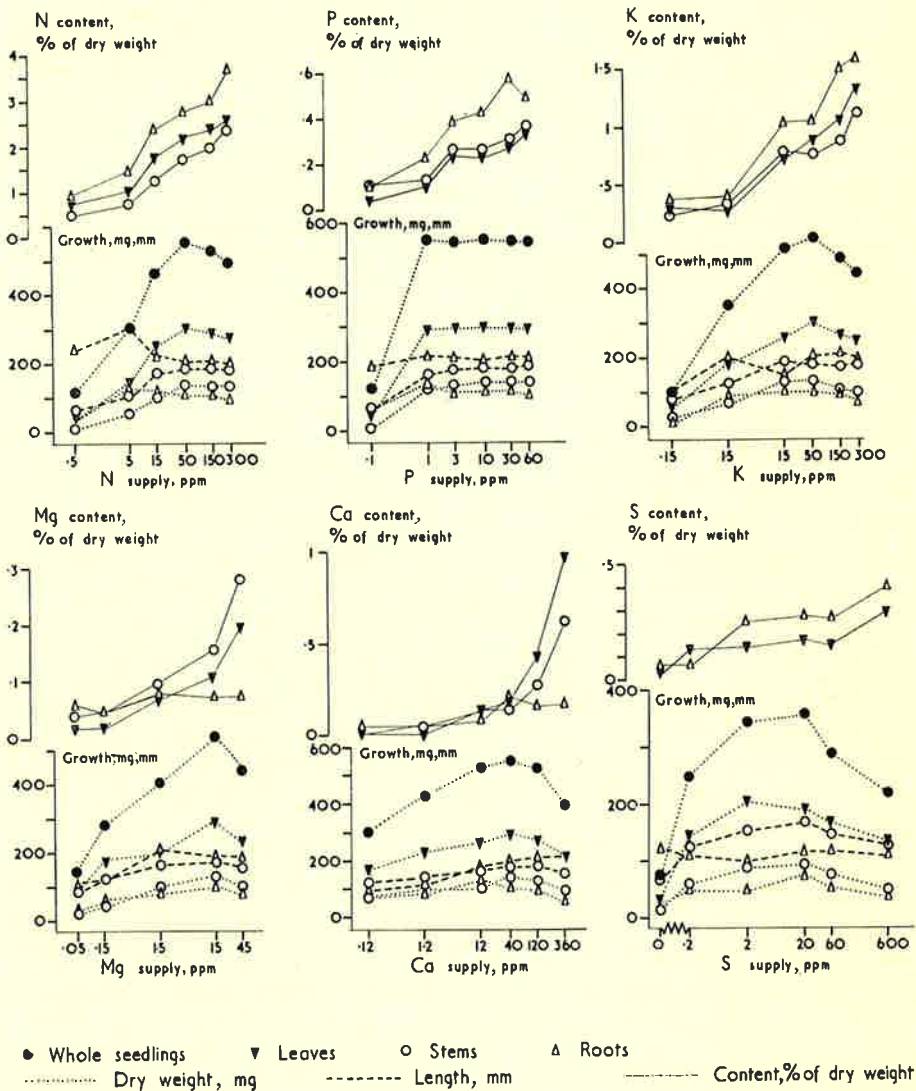 N content, % of dry weight
4
3
2
1
0
P content, % of dry weight
·6
·4
·2
0
K content, % of dry weight
1·5
1
·5
0
Growth, mg, mm
400
200
0
·5 5 15 50 150 300
N supply, ppm
600
Growth, mg, mm
400
200
0
·1 1 3 10 30 60
P supply, ppm
Growth, mg, mm
400
200
0
·15 15 15 50 150 300
K supply, ppm
Mg content, % of dry weight
·3
·2
·1
0
Ca content, % of dry weight
1
·5
0
S content, % of dry weight
·5
0
Growth, mg, mm
400
200
0
·05 ·15 1·5 ·15 45
Mg supply, ppm
600
Growth, mg, mm
400
200
0
·12 1·2 12 40 120 360
Ca supply, ppm
400
Growth, mg, mm
200
0
0 ·2 2 20 60 600
S supply, ppm
Whole seedlings Leaves Stems Roots
Dry weight, mg Length, mm Content, % of dry weight